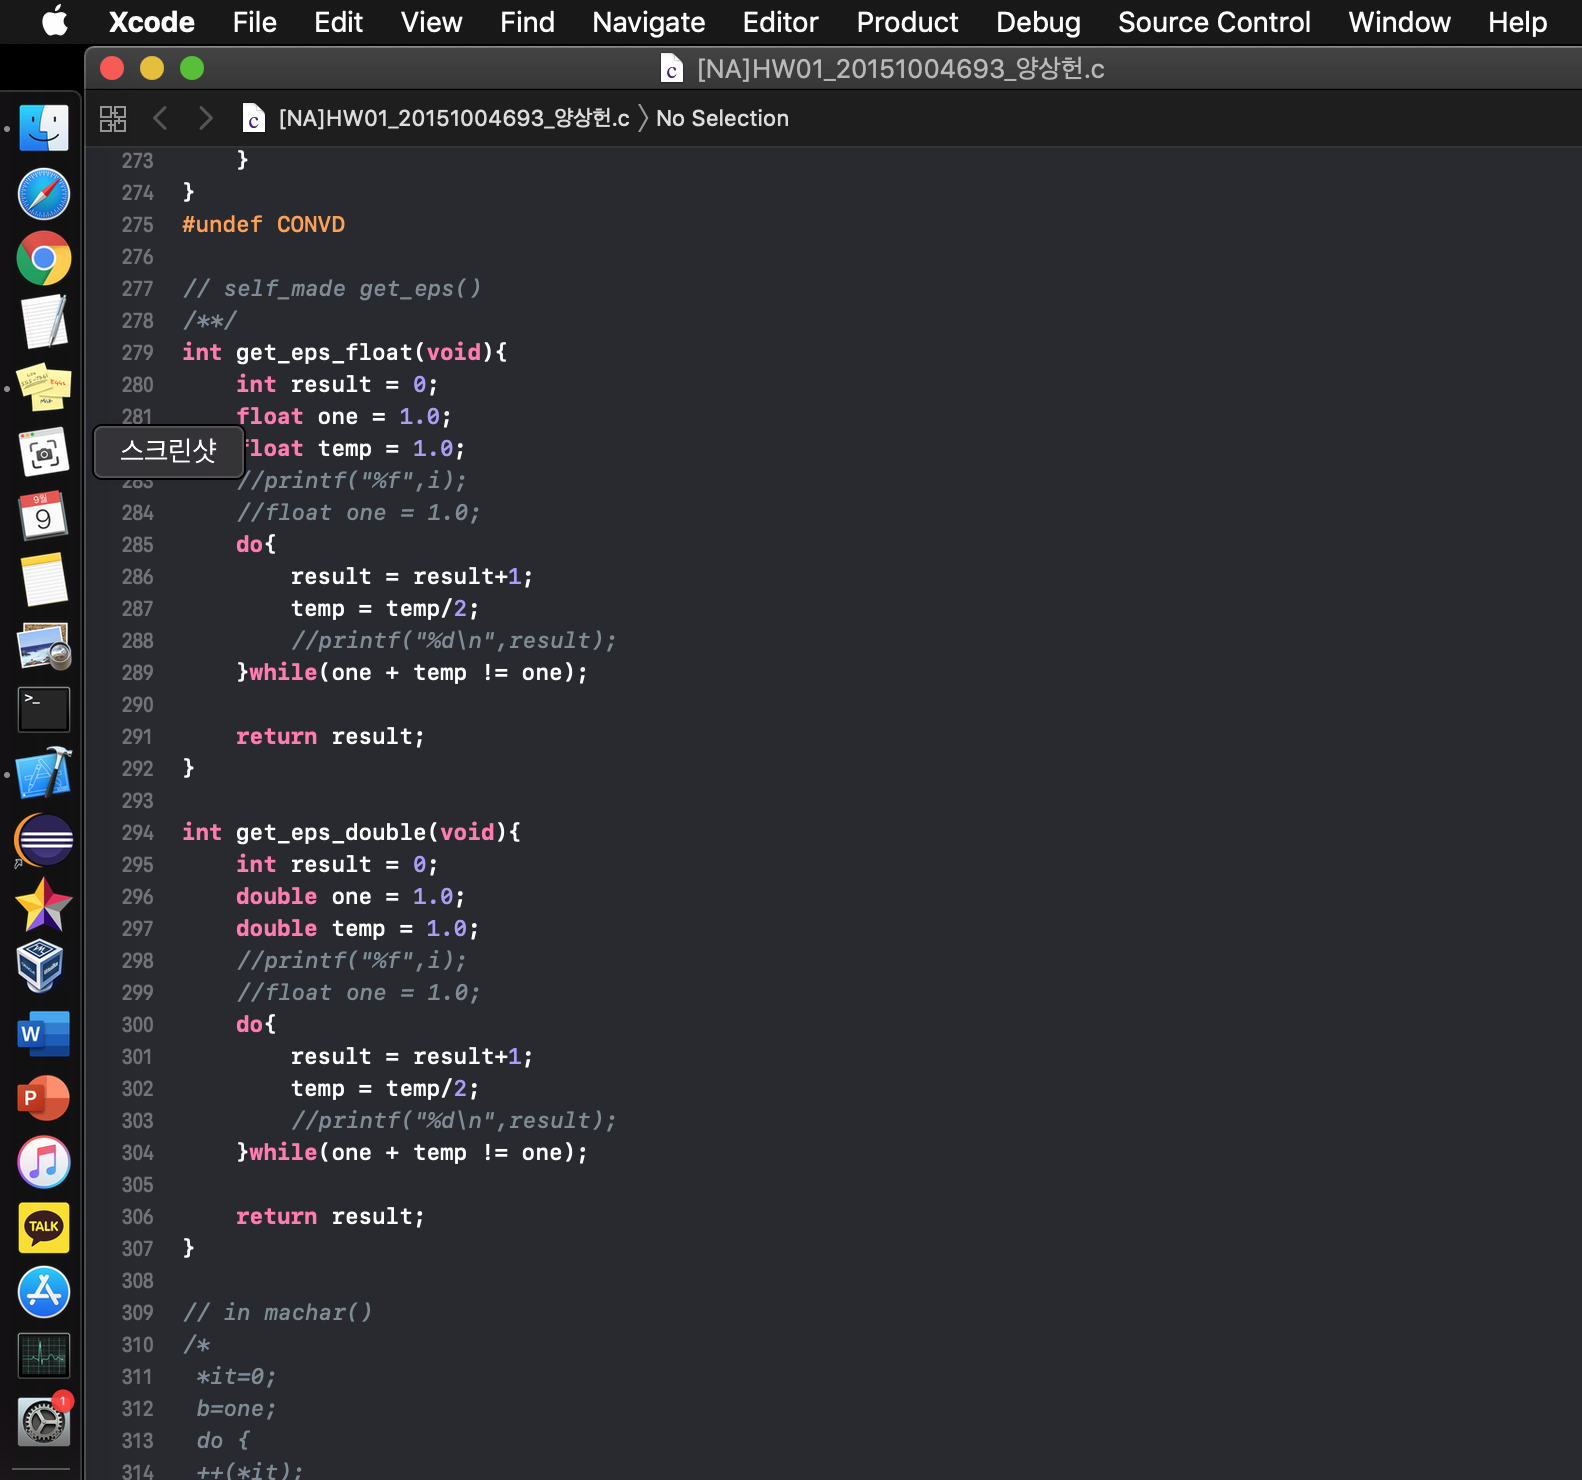 Xcode File Edit View Find Navigate Editor Product Debug Source Control Window Help
[NA]HW01_20151004693_양상헌.c
[NA]HW01_20151004693_양상헌.c 〉 No Selection
273         }
274 }
275 #undef CONVD
276
277 // self_made get_eps()
278 /**/
279 int get_eps_float(void){
280     int result = 0;
281     float one = 1.0;
스크린샷 float temp = 1.0;
283     //printf("%f",i);
284     //float one = 1.0;
285     do{
286         result = result+1;
287         temp = temp/2;
288         //printf("%d\n",result);
289     }while(one + temp != one);
290
291     return result;
292 }
293
294 int get_eps_double(void){
295     int result = 0;
296     double one = 1.0;
297     double temp = 1.0;
298     //printf("%f",i);
299     //float one = 1.0;
300     do{
301         result = result+1;
302         temp = temp/2;
303         //printf("%d\n",result);
304     }while(one + temp != one);
305
306     return result;
307 }
308
309 // in machar()
310 /*
311  *it=0;
312  b=one;
313  do {
314  ++(*it);
9월
9
>_
W
P
TALK
1